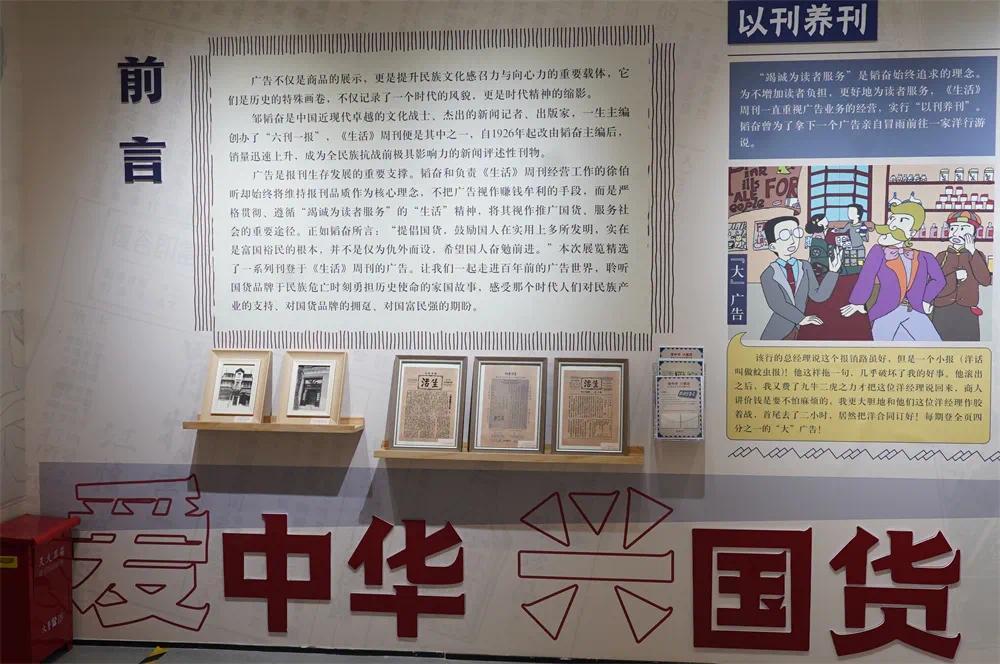 前言
广告不仅是商品的展示，更是提升民族文化感召力与向心力的重要载体，它
们是历史的特殊画卷，不仅记录了一个时代的风貌，更是时代精神的缩影。
邹韬奋是中国近现代卓越的文化战士、杰出的新闻记者、出版家，一生主编
创办了“六刊一报”，《生活》周刊便是其中之一，自1926年起改由韬奋主编后，
销量迅速上升，成为全民族抗战前极具影响力的新闻评述性刊物。
广告是报刊生存发展的重要支撑。韬奋和负责《生活》周刊经营工作的徐伯
昕却始终将维持报刊品质作为核心理念，不把广告视作赚钱牟利的手段，而是严
格贯彻、遵循“竭诚为读者服务”的“生活”精神，将其视作推广国货、服务社
会的重要途径。正如韬奋所言：“提倡国货，鼓励国人在实用上多所发明，实在
是富国裕民的根本，并不是仅为仇外而设，希望国人奋勉前进。”本次展览精选
了一系列刊登于《生活》周刊的广告。让我们一起走进百年前的广告世界，聆听
国货品牌于民族危亡时刻勇担历史使命的家国故事，感受那个时代人们对民族产
业的支持、对国货品牌的拥趸、对国富民强的期盼。
以刊养刊
“竭诚为读者服务”是韬奋始终追求的理念。
为不增加读者负担，更好地为读者服务，《生活》
周刊一直重视广告业务的经营，实行“以刊养刊”。
韬奋曾为了拿下一个广告亲自冒雨前往一家洋行游
说。
FOR
ALE
『大』广告
该行的总经理说这个报销路虽好，但是一个小报（洋话
叫做蚊虫报）！他这样拖一句，几乎破坏了我的好事。他滚出
之后，我又费了九牛二虎之力才把这位洋经理说回来，商人
讲价钱是要不怕麻烦的，我更大胆地和他们这位洋经理作胶
着战，首尾去了二小时，居然把洋合同订好！每期登全页四
分之一的“大”广告！
活生
活生
爱中华 兴国货
灭火器箱